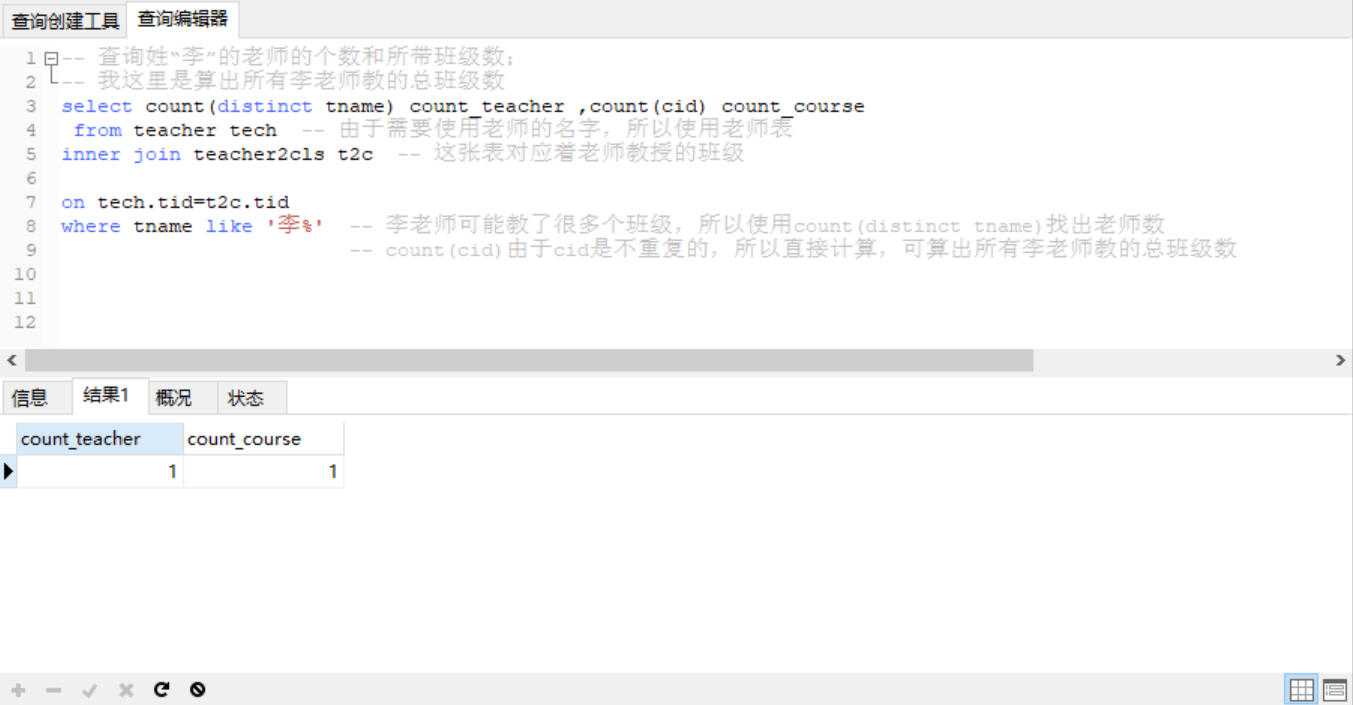 查询创建工具 查询编辑器
1 -- 查询姓“李”的老师的个数和所带班级数；
2 -- 我这里是算出所有李老师教的总班级数
3 select count(distinct tname) count_teacher ,count(cid) count_course
4 from teacher tech -- 由于需要使用老师的名字，所以使用老师表
5 inner join teacher2cls t2c -- 这张表对应着老师教授的班级
6
7 on tech.tid=t2c.tid
8 where tname like '李%' -- 李老师可能教了很多个班级，所以使用count(distinct tname)找出老师数
9 -- count(cid)由于cid是不重复的，所以直接计算，可算出所有李老师教的总班级数
10
11
12
信息 结果1 概况 状态
count_teacher count_course
1 1